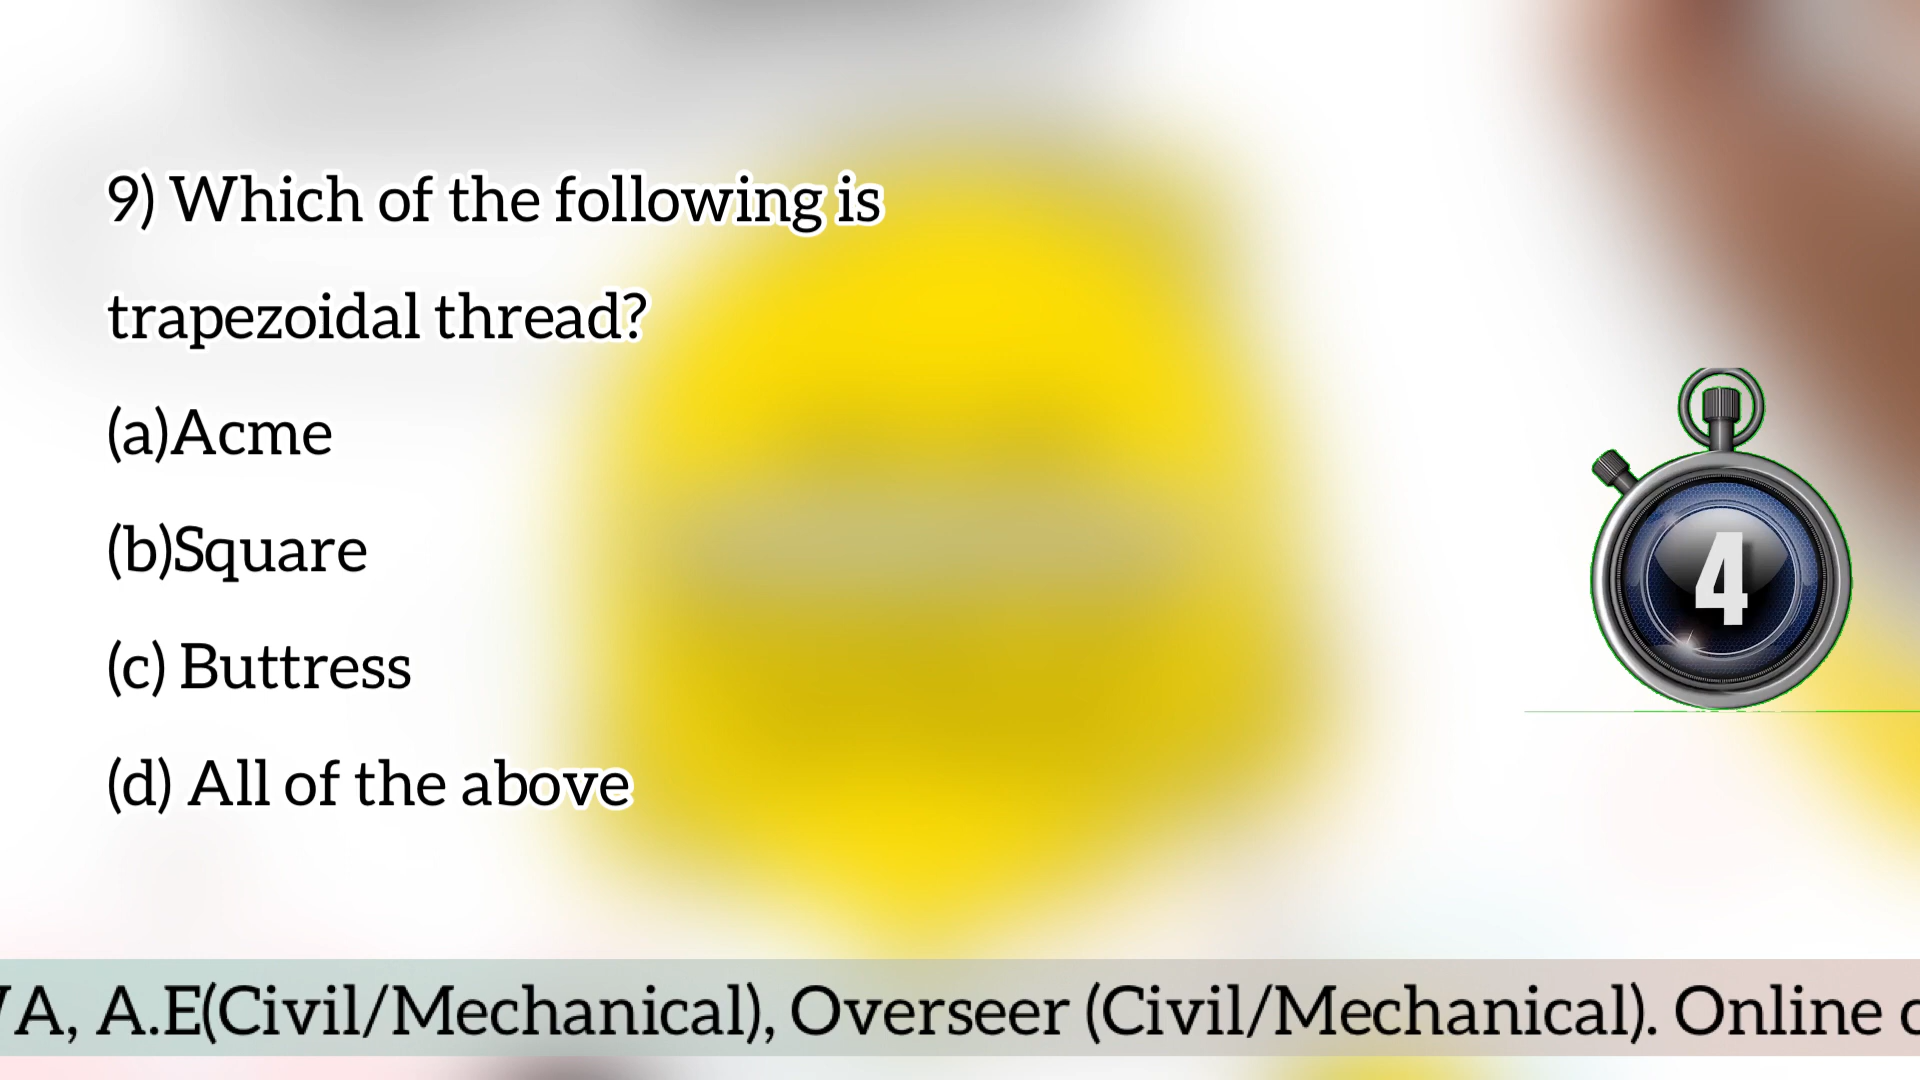 9) Which of the following is
trapezoidal thread?
(a)Acme
(b)Square
(c) Buttress
(d) All of the above
4
A, A.E(Civil/Mechanical), Overseer (Civil/Mechanical). Online